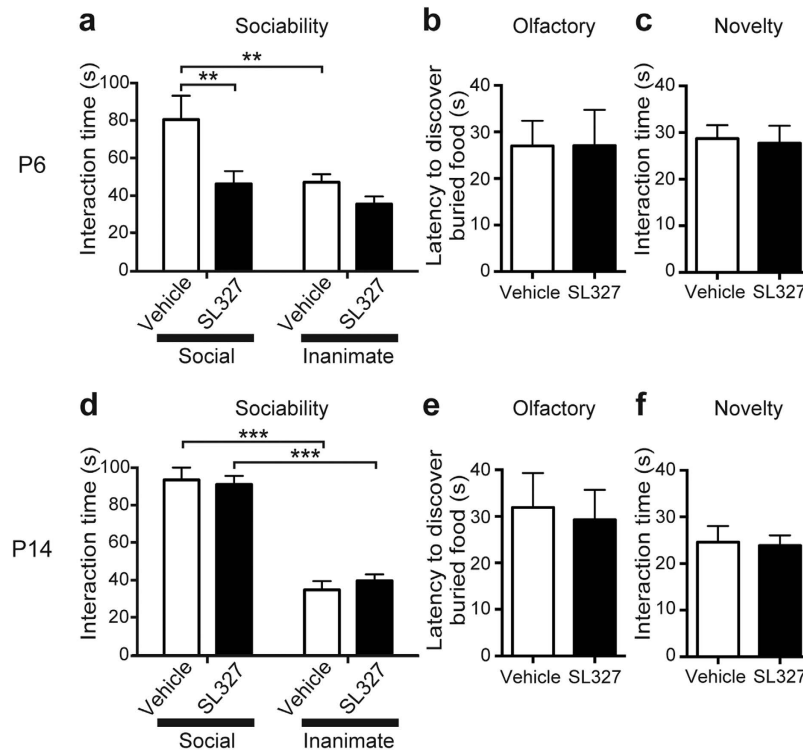 a
Sociability
**
**
Interaction time (s)
100
80
60
40
20
0
Vehicle
SL327
Vehicle
SL327
Social
Inanimate
b
Olfactory
Latency to discover
buried food (s)
40
30
20
10
0
Vehicle SL327
c
Novelty
Interaction time (s)
40
30
20
10
0
Vehicle SL327
P6
d
Sociability
***
***
Interaction time (s)
100
80
60
40
20
0
Vehicle
SL327
Vehicle
SL327
Social
Inanimate
e
Olfactory
Latency to discover
buried food (s)
40
30
20
10
0
Vehicle SL327
f
Novelty
Interaction time (s)
40
30
20
10
0
Vehicle SL327
P14